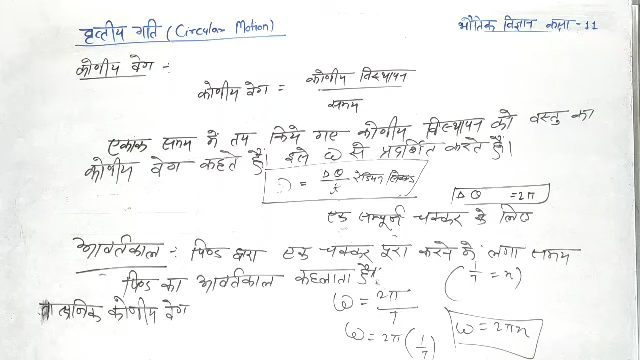 वृत्तीय गति (Circular Motion)
भौतिक विज्ञान कक्षा - 11
कोणीय वेग :-
कोणीय वेग = कोणीय विस्थापन / समय
एकांक समय में तय किये गए कोणीय विस्थापन को वस्तु का
कोणीय वेग कहते हैं। इसे ω से प्रदर्शित करते हैं।
= Δθ / t रेडियन
Δθ = 2π
एक सम्पूर्ण चक्कर के लिए
आवर्तकाल :- पिण्ड द्वारा एक चक्कर पूरा करने में लगा समय
पिण्ड का आवर्तकाल कहलाता है।
(1/T = n)
ω = 2π / T
क्षनिक कोणीय वेग
ω = 2π (1/T)
ω = 2πn